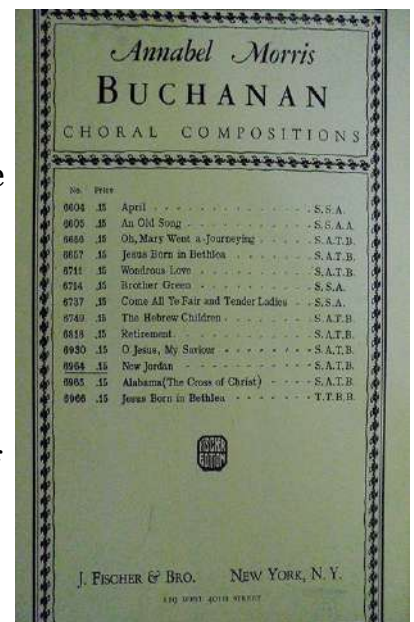 Annabel Morris
BUCHANAN
CHORAL COMPOSITIONS
No. Price
6604 .15 April S.S.A.
6605 .15 An Old Song S.S.A.A
6656 .15 Oh, Mary Went a-Journeying S.A.T.B.
6657 .15 Jesus Born in Bethlea S.A.T.B.
6711 .15 Wondrous Love S.A.T.B.
6714 .15 Brother Green S.S.A.
6737 .15 Come All Ye Fair and Tender Ladies S.S.A.
6749 .15 The Hebrew Children S.A.T.B.
6818 .15 Retirement S.A.T.B.
6930 .15 O Jesus, My Saviour S.A.T.B.
6964 .15 New Jordan S.A.T.B.
6965 .15 Alabama (The Cross of Christ) S.A.T.B.
6966 .15 Jesus Born in Bethlea T.T.B.B.
FISCHER
EDITION
J. FISCHER & BRO. NEW YORK, N. Y.
119 WEST 40TH STREET